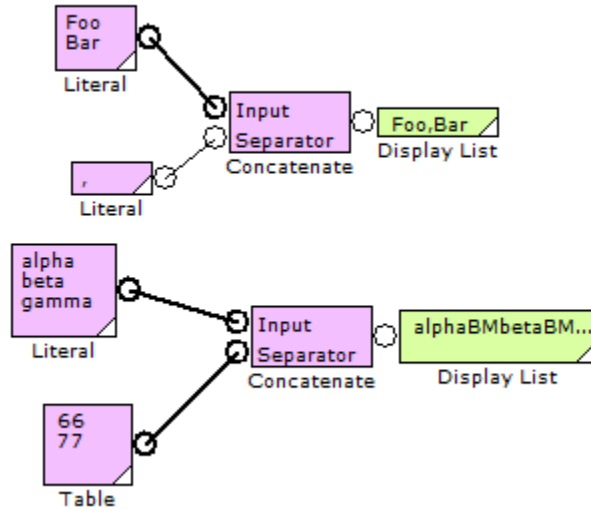 Foo
Bar
Literal
Input
Separator
Concatenate
Foo,Bar
Display List
,
Literal
alpha
beta
gamma
Literal
Input
Separator
Concatenate
alphaBMbetaBM...
Display List
66
77
Table